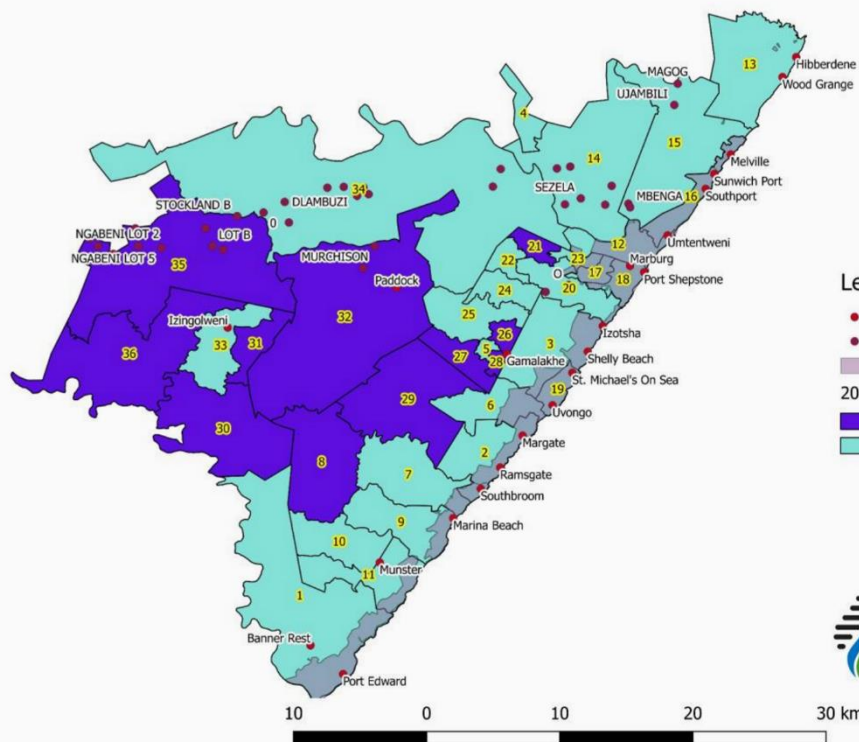 13
Hibberdene
Wood Grange
MAGOG
UJAMBILI
4
15
14
Melville
34
SEZELA
Sunwich Port
16
Southport
STOCKLAND B
DLAMBUZI
MBENGA
0
NGABENI LOT 2
LOT B
21
12
Umtentweni
NGABENI LOT 5
MURCHISON
22
23
Marburg
35
17
18
Port Shepstone
Paddock
24
20
Le
Izingolweni
32
25
26
Izotsha
33
31
5
3
36
27
28
Gamalakhe
Shelly Beach
St. Michael's On Sea
29
19
20
6
Uvongo
30
Margate
8
2
7
Ramsgate
Southbroom
9
Marina Beach
10
11
Munster
1
Banner Rest
Port Edward
10
0
10
20
30 km